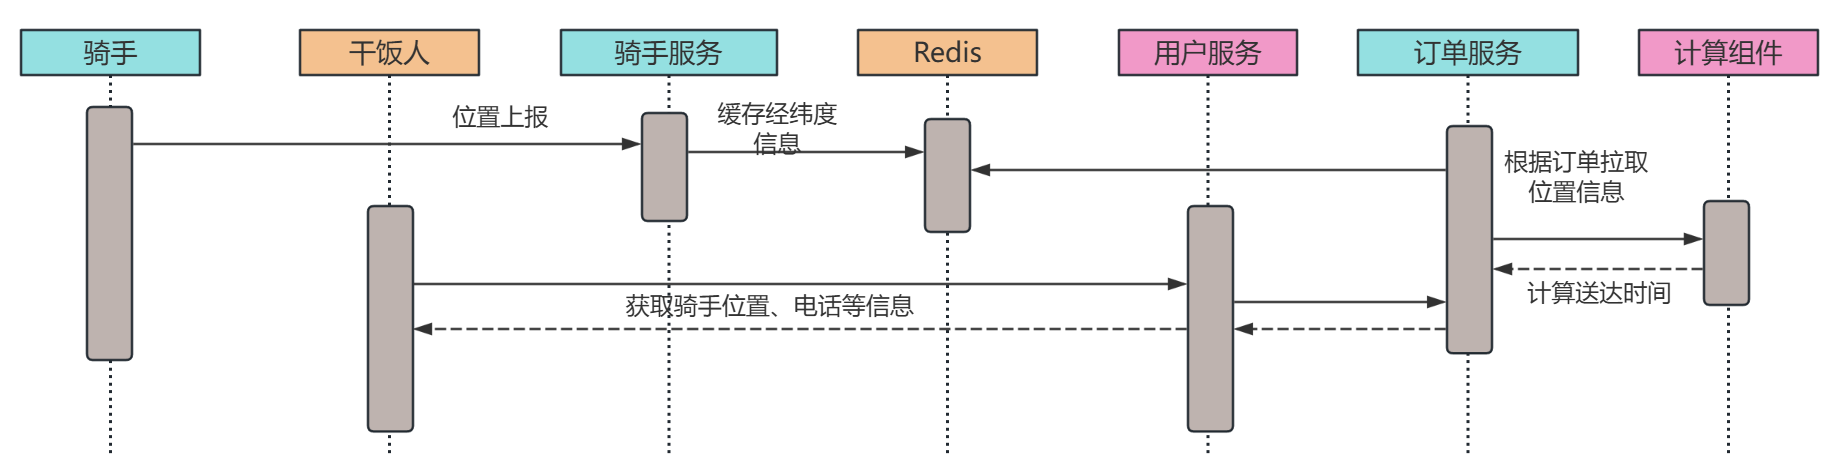 骑手
干饭人
骑手服务
Redis
用户服务
订单服务
计算组件
位置上报
缓存经纬度
信息
根据订单拉取
位置信息
计算送达时间
获取骑手位置、电话等信息